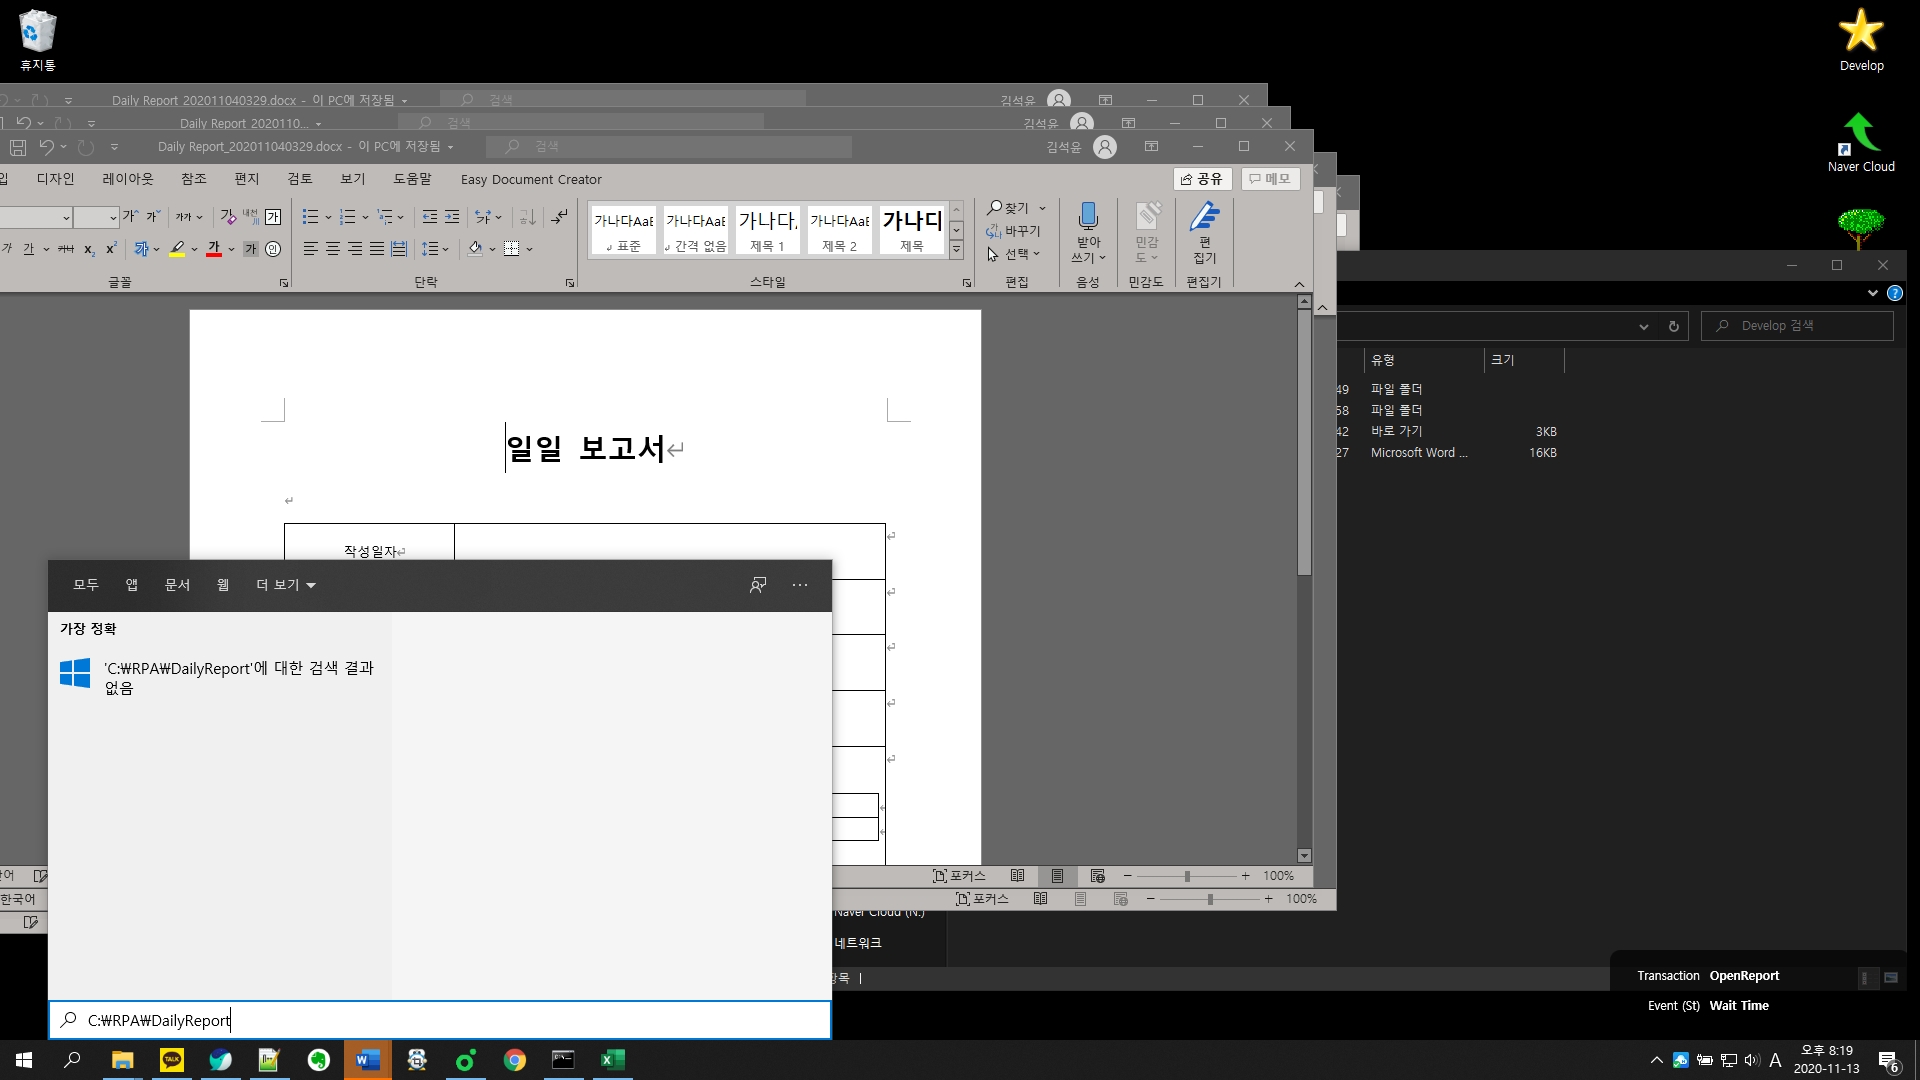 휴지통
Develop
Naver Cloud
Daily Report 202011040329.docx - 이 PC에 저장됨
검색
김석윤
Daily Report 2020110...
검색
김석윤
Daily Report_202011040329.docx - 이 PC에 저장됨
검색
김석윤
입 디자인 레이아웃 참조 편지 검토 보기 도움말 Easy Document Creator
공유 메모
가나다AaB 가나다AaB 가나다 가나다AaB 가나다
표준 간격 없음 제목 1 제목 2 제목
찾기
바꾸기
선택
받아
쓰기
민감
도
편
집기
글꼴 단락 스타일 편집 음성 민감도 편집기
일일 보고서
작성일자
Develop 검색
유형 크기
49 파일 폴더
58 파일 폴더
42 바로 가기 3KB
27 Microsoft Word ... 16KB
모두 앱 문서 웹 더 보기
가장 정확
'C:₩RPA₩DailyReport'에 대한 검색 결과
없음
C:₩RPA₩DailyReport
포커스 100%
한국어
포커스 100%
Naver Cloud (N:)
네트워크
항목
Transaction OpenReport
Event (St) Wait Time
TALK
A
오후 8:19
2020-11-13
6